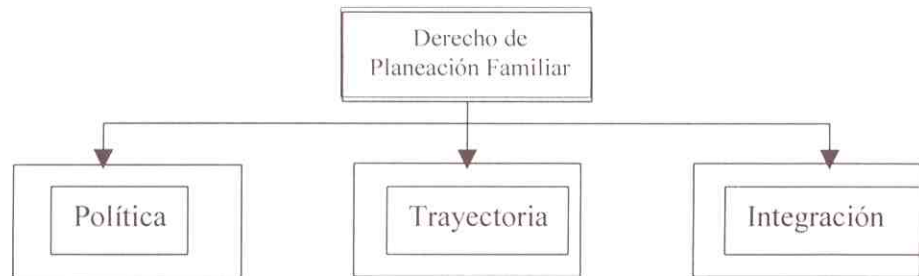 Derecho de
Planeación Familiar
Política
Trayectoria
Integración